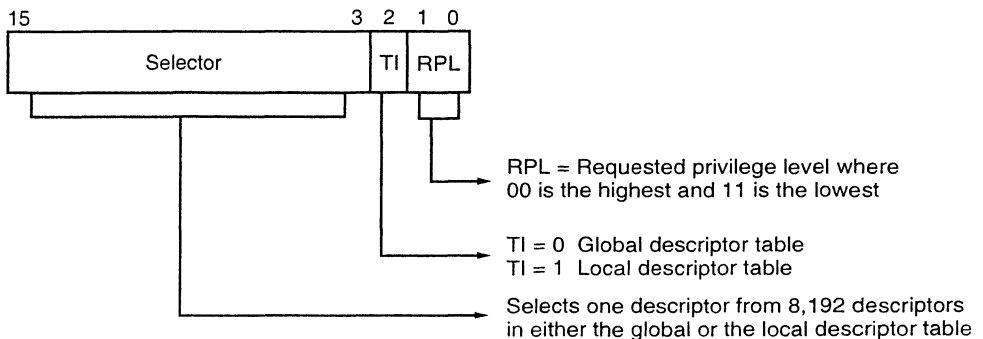 15 3 2 1 0
Selector TI RPL
RPL = Requested privilege level where
00 is the highest and 11 is the lowest
TI = 0 Global descriptor table
TI = 1 Local descriptor table
Selects one descriptor from 8,192 descriptors
in either the global or the local descriptor table